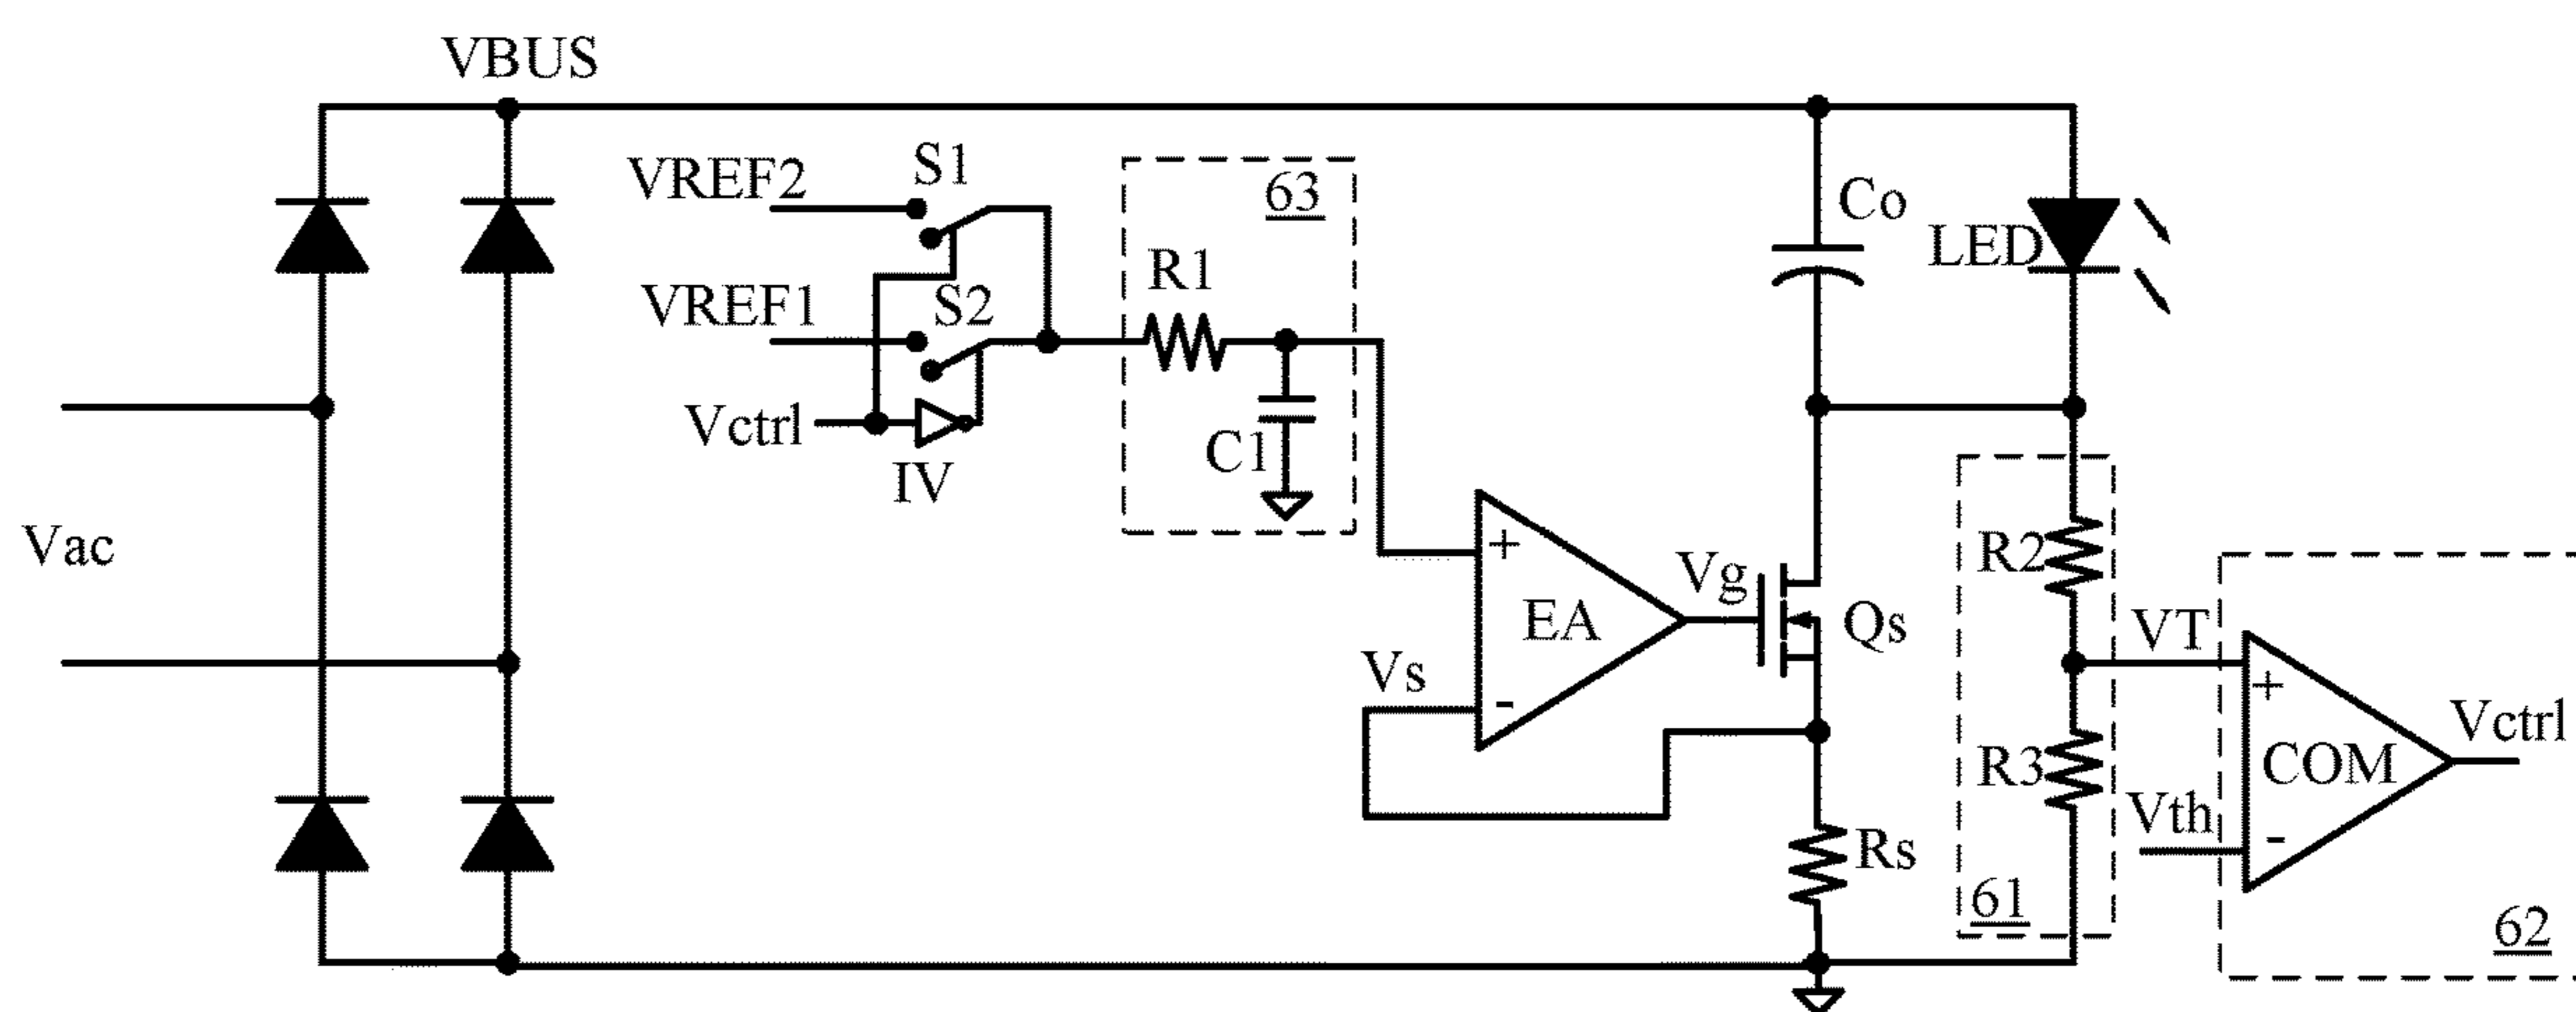 VBUS
VREF2
S1
63
Co
LED
R1
VREF1
S2
Vctrl
C1
IV
Vac
+
EA
-
Vg
Qs
R2
VT
Vs
+
COM
-
Vctrl
R3
Vth
Rs
61
62